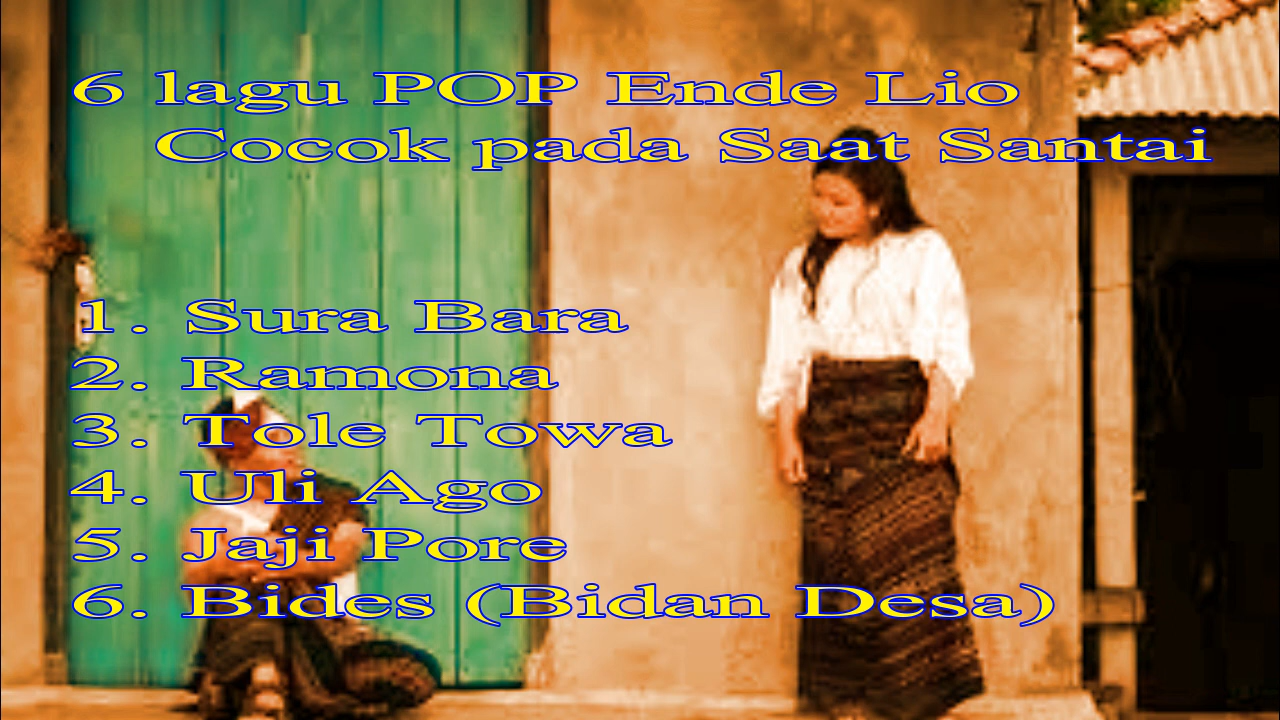 6 lagu POP Ende Lio
Cocok pada Saat Santai
1. Sura Bara
2. Ramona
3. Tole Towa
4. Uli Ago
5. Jaji Pore
6. Bides (Bidan Desa)